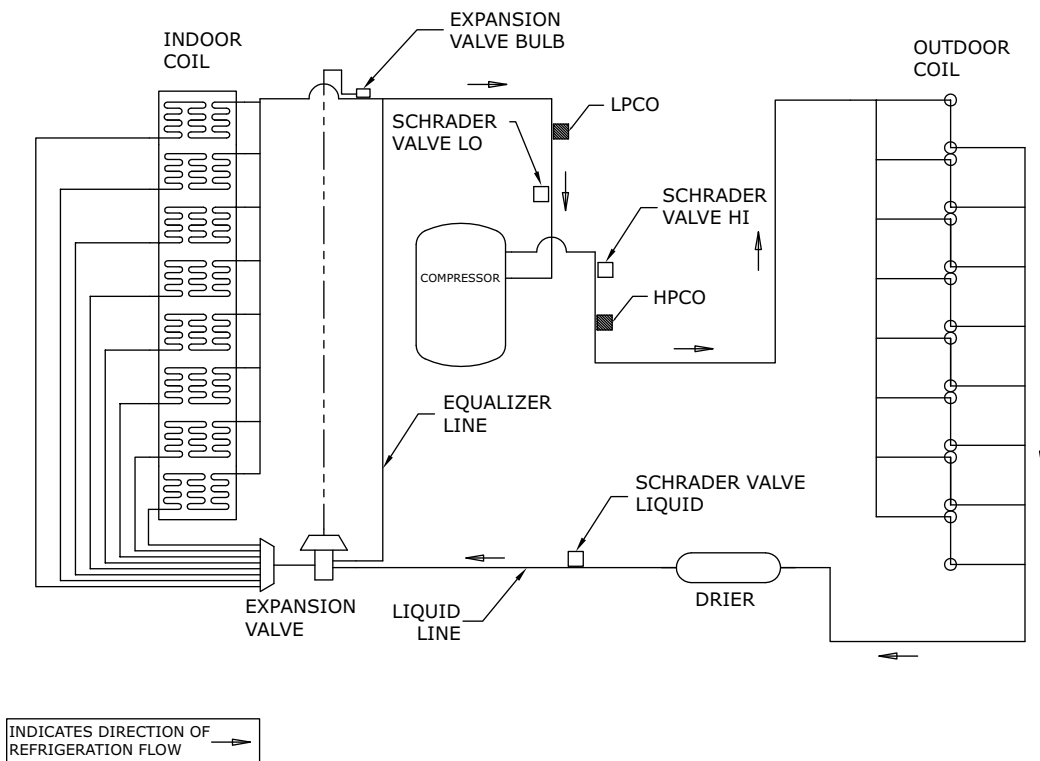 EXPANSION
VALVE BULB
INDOOR
COIL
OUTDOOR
COIL
LPCO
SCHRADER
VALVE LO
SCHRADER
VALVE HI
COMPRESSOR
HPCO
EQUALIZER
LINE
SCHRADER VALVE
LIQUID
DRIER
EXPANSION
VALVE
LIQUID
LINE
INDICATES DIRECTION OF
REFRIGERATION FLOW